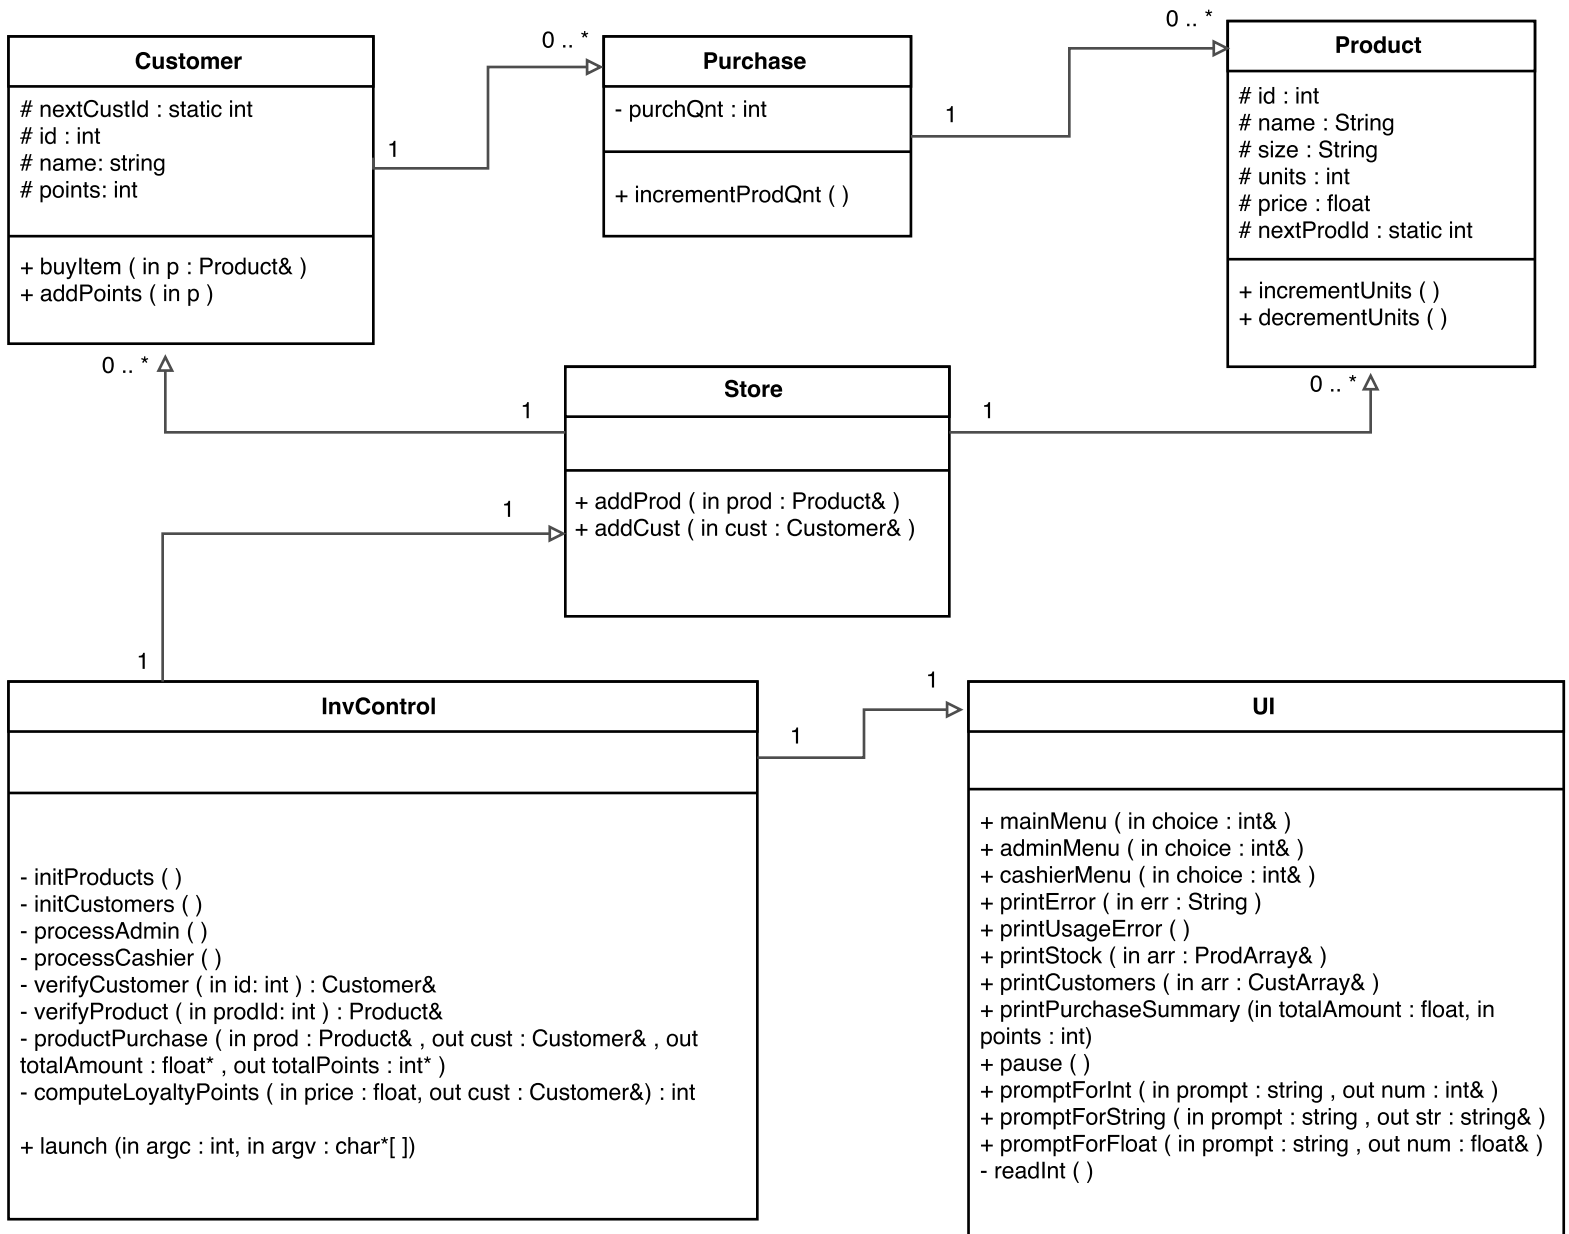 Customer
# nextCustId : static int
# id : int
# name: string
# points: int
+ buyItem ( in p : Product& )
+ addPoints ( in p )
1
0 .. *
Purchase
- purchQnt : int
+ incrementProdQnt ( )
1
0 .. *
Product
# id : int
# name : String
# size : String
# units : int
# price : float
# nextProdId : static int
+ incrementUnits ( )
+ decrementUnits ( )
0 .. *
1
Store
1
0 .. *
+ addProd ( in prod : Product& )
+ addCust ( in cust : Customer& )
1
1
InvControl
- initProducts ( )
- initCustomers ( )
- processAdmin ( )
- processCashier ( )
- verifyCustomer ( in id: int ) : Customer&
- verifyProduct ( in prodId: int ) : Product&
- productPurchase ( in prod : Product& , out cust : Customer& , out
totalAmount : float* , out totalPoints : int* )
- computeLoyaltyPoints ( in price : float, out cust : Customer&) : int
+ launch (in argc : int, in argv : char*[ ])
1
1
UI
+ mainMenu ( in choice : int& )
+ adminMenu ( in choice : int& )
+ cashierMenu ( in choice : int& )
+ printError ( in err : String )
+ printUsageError ( )
+ printStock ( in arr : ProdArray& )
+ printCustomers ( in arr : CustArray& )
+ printPurchaseSummary (in totalAmount : float, in
points : int)
+ pause ( )
+ promptForInt ( in prompt : string , out num : int& )
+ promptForString ( in prompt : string , out str : string& )
+ promptForFloat ( in prompt : string , out num : float& )
- readInt ( )